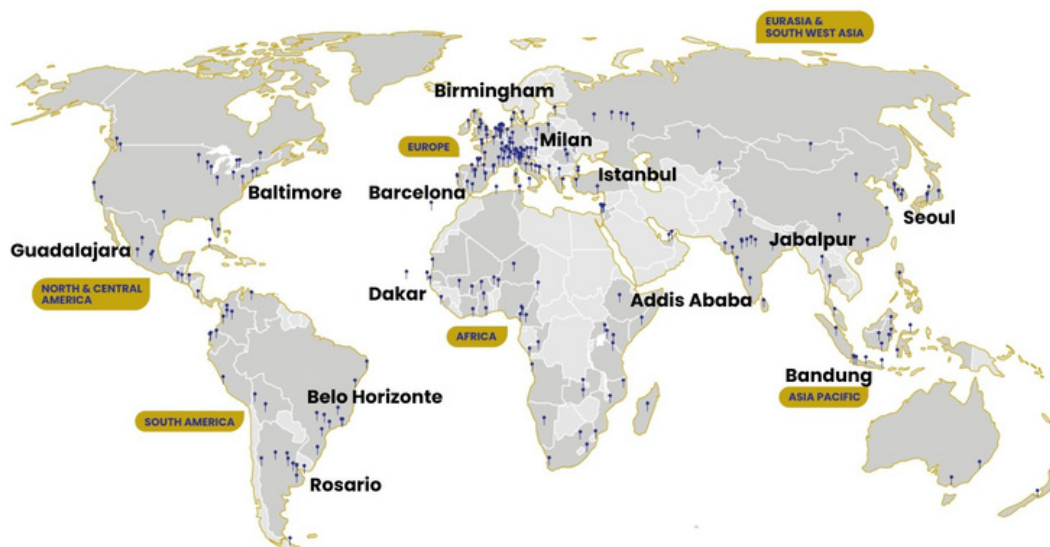 EURASIA &
SOUTH WEST ASIA
Birmingham
EUROPE
Milan
Istanbul
Barcelona
Baltimore
Seoul
Guadalajara
Jabalpur
NORTH & CENTRAL
AMERICA
Dakar
Addis Ababa
AFRICA
Bandung
ASIA PACIFIC
Belo Horizonte
SOUTH AMERICA
Rosario